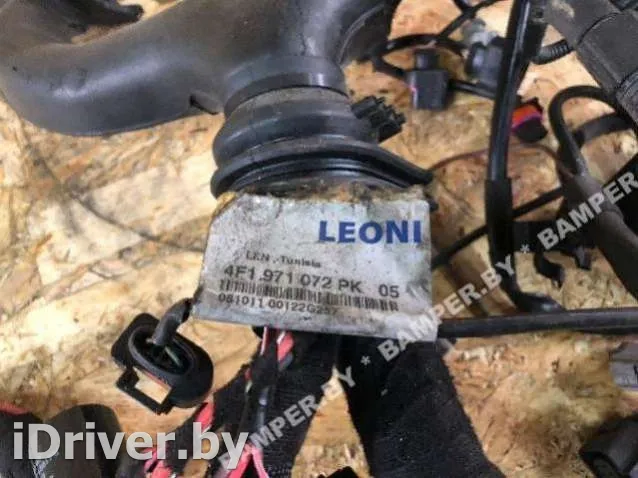 LEONI
LEN . Tunisia
4F1 971 072 PK 05
081011 00122G257
BAMPER.BY * BAMPER.BY * BAMPER.BY
iDriver.by